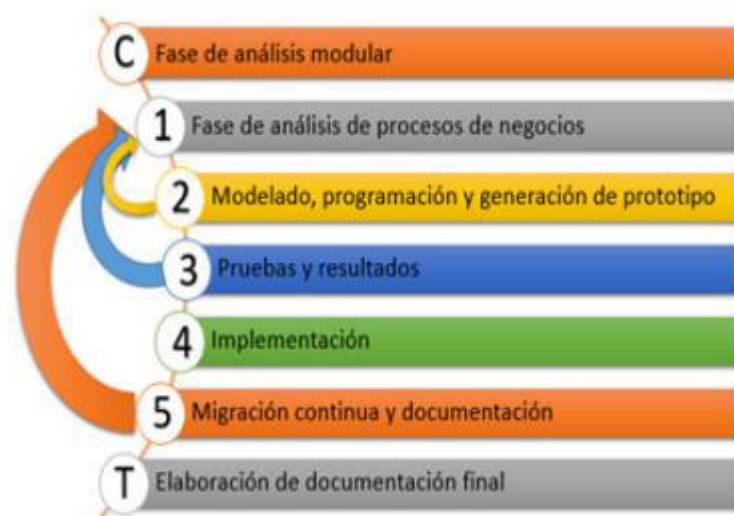 C Fase de análisis modular
1 Fase de análisis de procesos de negocios
2 Modelado, programación y generación de prototipo
3 Pruebas y resultados
4 Implementación
5 Migración continua y documentación
T Elaboración de documentación final